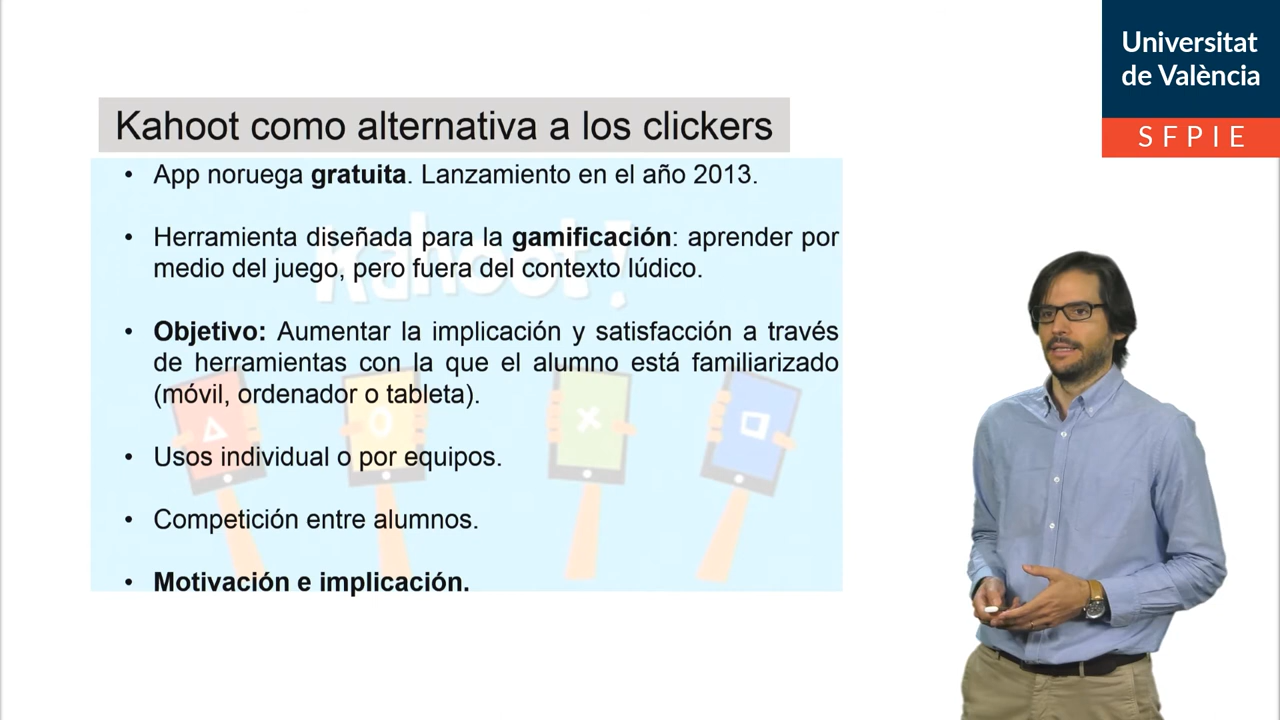 Universitat
de València
SFPIE
Kahoot como alternativa a los clickers
• App noruega gratuita. Lanzamiento en el año 2013.
• Herramienta diseñada para la gamificación: aprender por
medio del juego, pero fuera del contexto lúdico.
• Objetivo: Aumentar la implicación y satisfacción a través
de herramientas con la que el alumno está familiarizado
(móvil, ordenador o tableta).
• Usos individual o por equipos.
• Competición entre alumnos.
• Motivación e implicación.
Kahoot!